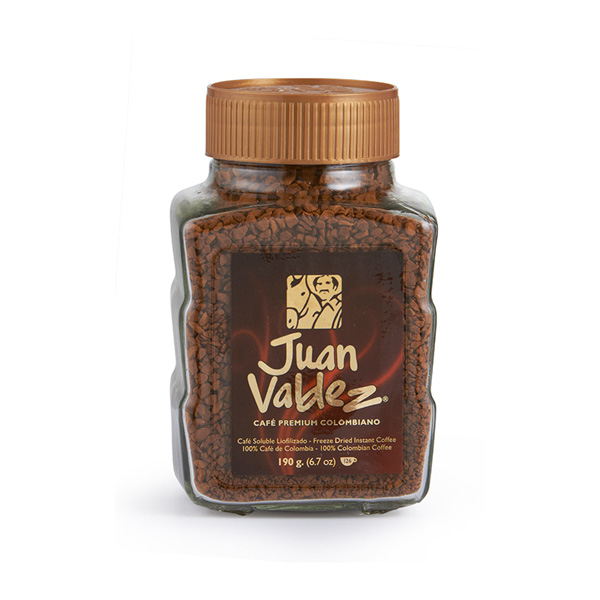 Juan
Valdez®
CAFÉ PREMIUM COLOMBIANO
Café Soluble Liofilizado - Freeze Dried Instant Coffee
100% Café de Colombia - 100% Colombian Coffee
190 g. (6.7 oz)